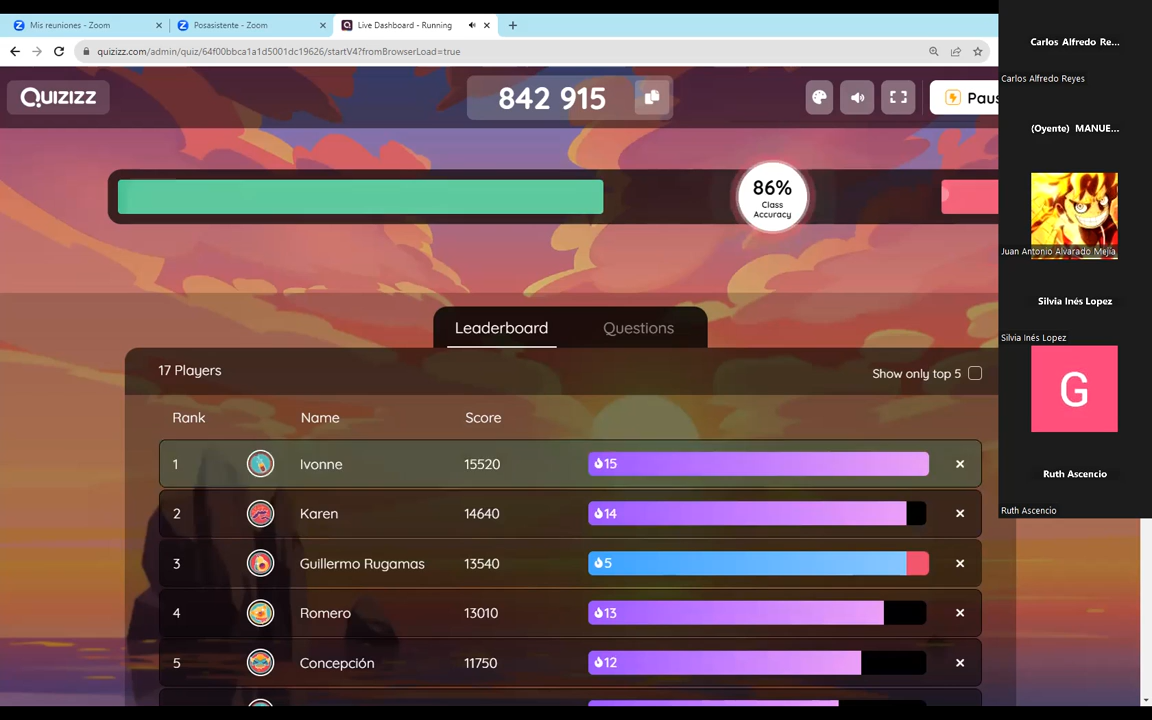 Mis reuniones - Zoom
Posasistente - Zoom
Live Dashboard - Running
quizizz.com/admin/quiz/64f00bbca1a1d5001dc19626/startV4?fromBrowserLoad=true
QUIZIZZ
842 915
Paus
86%
Class
Accuracy
Leaderboard
Questions
17 Players
Show only top 5
Rank Name Score
1 Ivonne 15520 15
2 Karen 14640 14
3 Guillermo Rugamas 13540 5
4 Romero 13010 13
5 Concepción 11750 12
Carlos Alfredo Re...
Carlos Alfredo Reyes
(Oyente) MANUE...
Juan Antonio Alvarado Mejía
Silvia Inés Lopez
Silvia Inés Lopez
G
Ruth Ascencio
Ruth Ascencio